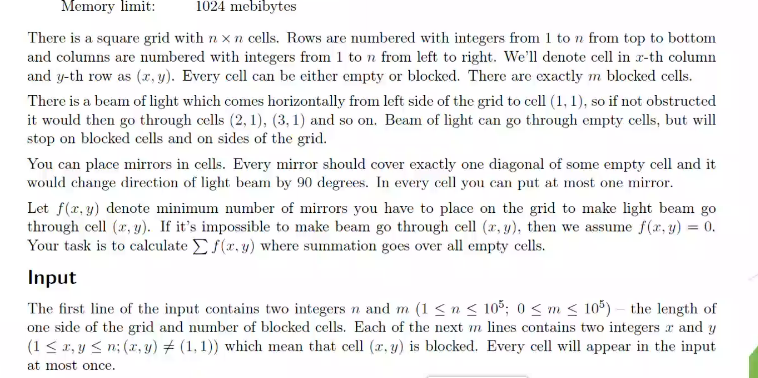 Memory limit: 1024 mebibytes
There is a square grid with n × n cells. Rows are numbered with integers from 1 to n from top to bottom
and columns are numbered with integers from 1 to n from left to right. We'll denote cell in x-th column
and y-th row as (x, y). Every cell can be either empty or blocked. There are exactly m blocked cells.
There is a beam of light which comes horizontally from left side of the grid to cell (1, 1), so if not obstructed
it would then go through cells (2, 1), (3, 1) and so on. Beam of light can go through empty cells, but will
stop on blocked cells and on sides of the grid.
You can place mirrors in cells. Every mirror should cover exactly one diagonal of some empty cell and it
would change direction of light beam by 90 degrees. In every cell you can put at most one mirror.
Let f(x, y) denote minimum number of mirrors you have to place on the grid to make light beam go
through cell (x, y). If it's impossible to make beam go through cell (x, y), then we assume f(x, y) = 0.
Your task is to calculate ∑ f(x, y) where summation goes over all empty cells.
Input
The first line of the input contains two integers n and m (1 ≤ n ≤ 10⁵; 0 ≤ m ≤ 10⁵) – the length of
one side of the grid and number of blocked cells. Each of the next m lines contains two integers x and y
(1 ≤ x, y ≤ n; (x, y) ≠ (1, 1)) which mean that cell (x, y) is blocked. Every cell will appear in the input
at most once.